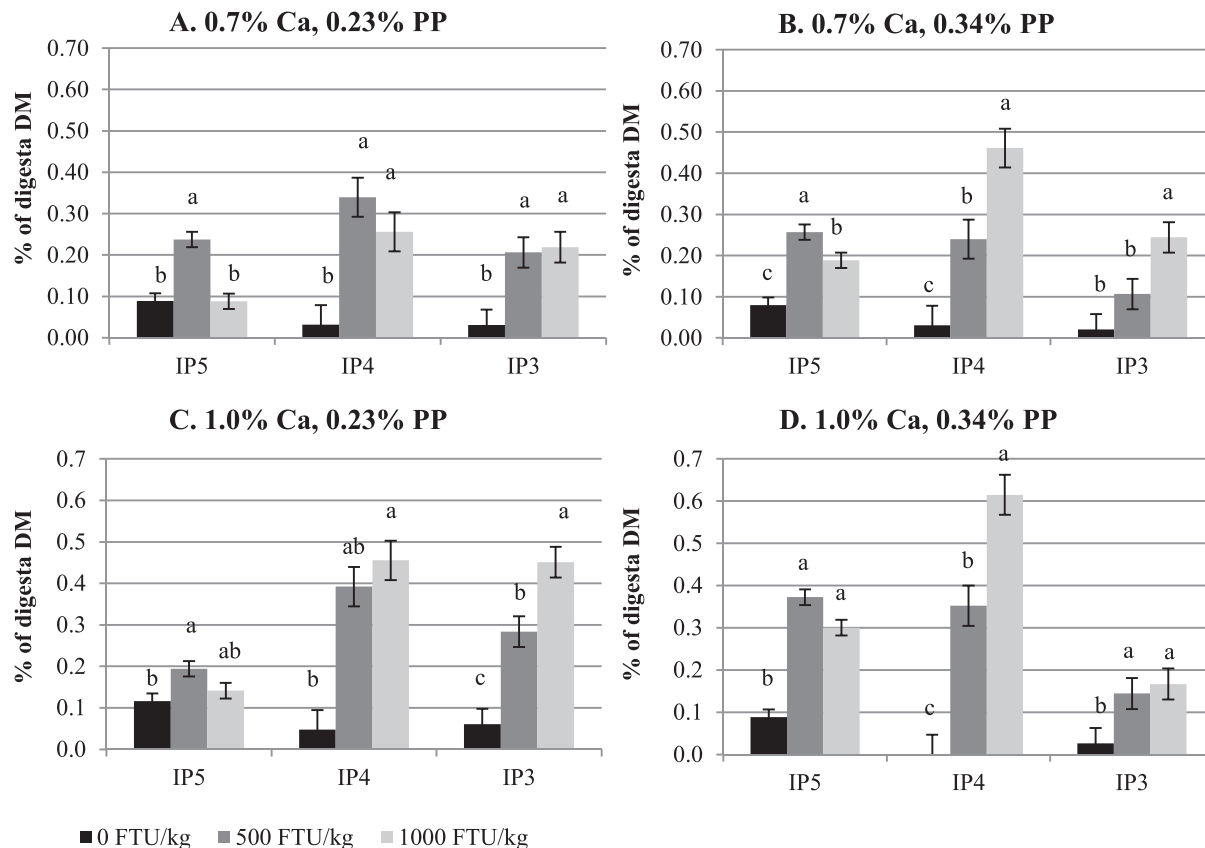 A. 0.7% Ca, 0.23% PP
% of digesta DM
0.70
0.60
0.50
0.40
0.30
0.20
0.10
0.00
b a b
b a a
b a a
IP5 IP4 IP3
B. 0.7% Ca, 0.34% PP
% of digesta DM
0.70
0.60
0.50
0.40
0.30
0.20
0.10
0.00
c a b
c b a
b b a
IP5 IP4 IP3
C. 1.0% Ca, 0.23% PP
% of digesta DM
0.7
0.6
0.5
0.4
0.3
0.2
0.1
0.0
b a ab
b ab a
c b a
IP5 IP4 IP3
D. 1.0% Ca, 0.34% PP
% of digesta DM
0.7
0.6
0.5
0.4
0.3
0.2
0.1
0.0
b a a
c b a
b a a
IP5 IP4 IP3
0 FTU/kg 500 FTU/kg 1000 FTU/kg